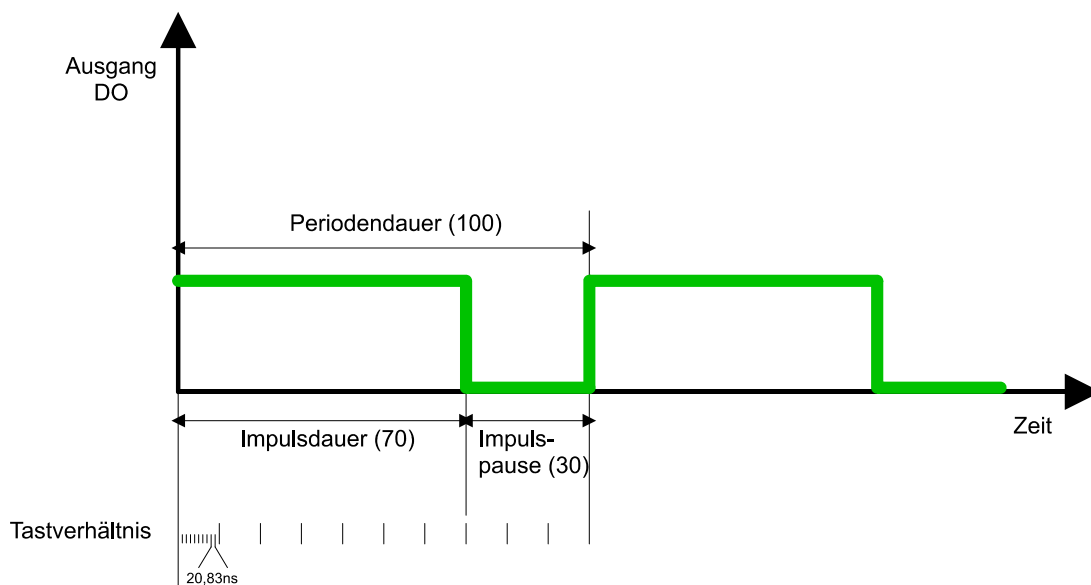 Ausgang
DO
Periodendauer (100)
Impulsdauer (70)
Impuls-
pause (30)
Zeit
Tastverhältnis
20,83ns